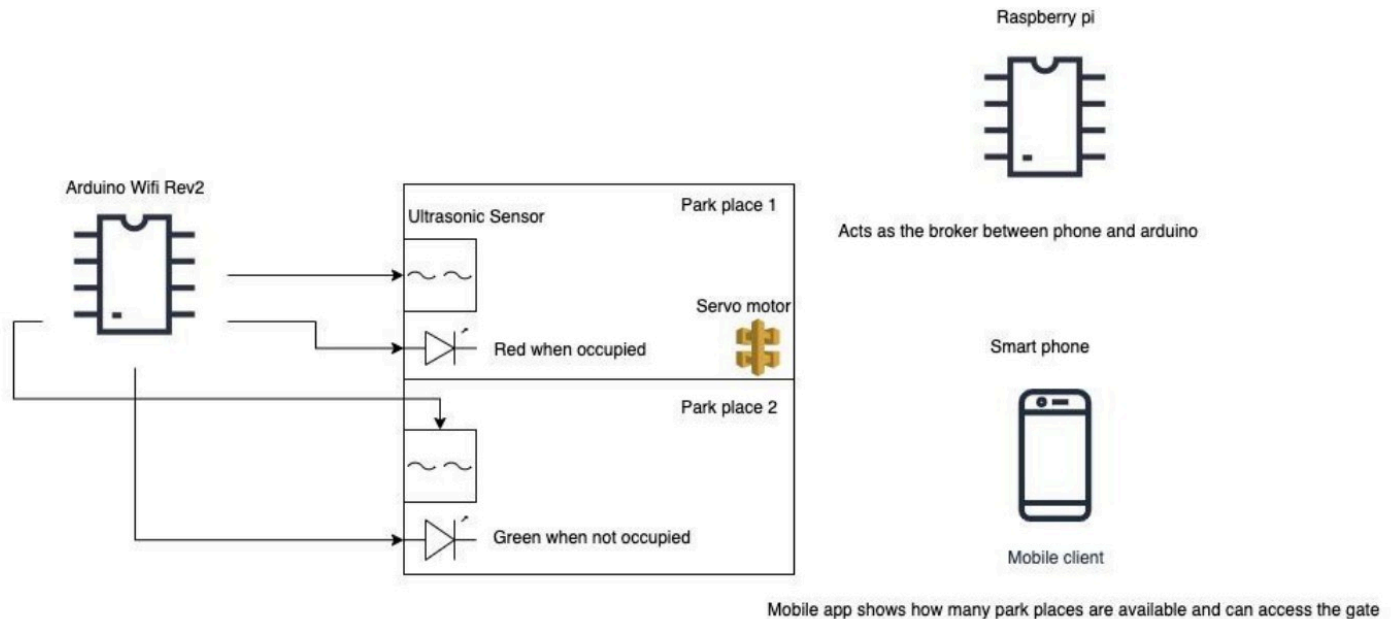 Raspberry pi
Arduino Wifi Rev2
Ultrasonic Sensor
Park place 1
Acts as the broker between phone and arduino
Servo motor
Red when occupied
Smart phone
Park place 2
Green when not occupied
Mobile client
Mobile app shows how many park places are available and can access the gate